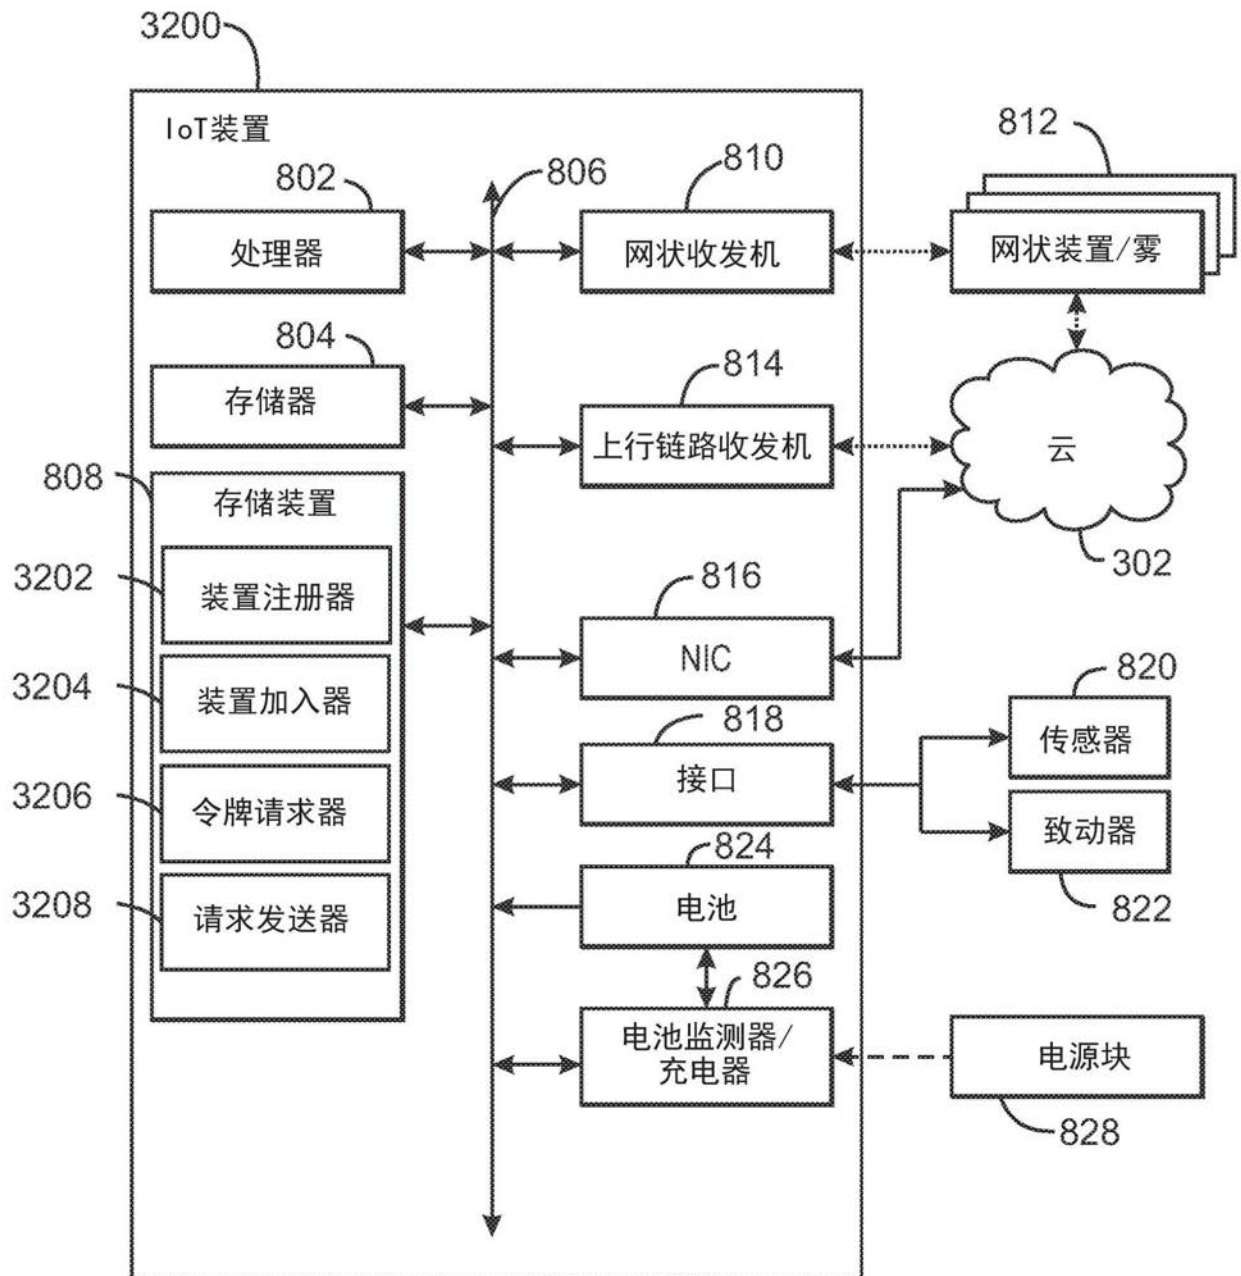 3200
IoT装置
812
802
806
810
处理器
网状收发机
网状装置/雾
804
814
存储器
上行链路收发机
云
808
存储装置
302
3202
装置注册器
816
NIC
3204
装置加入器
820
传感器
818
接口
3206
令牌请求器
致动器
822
824
电池
3208
请求发送器
826
电池监测器/
充电器
电源块
828